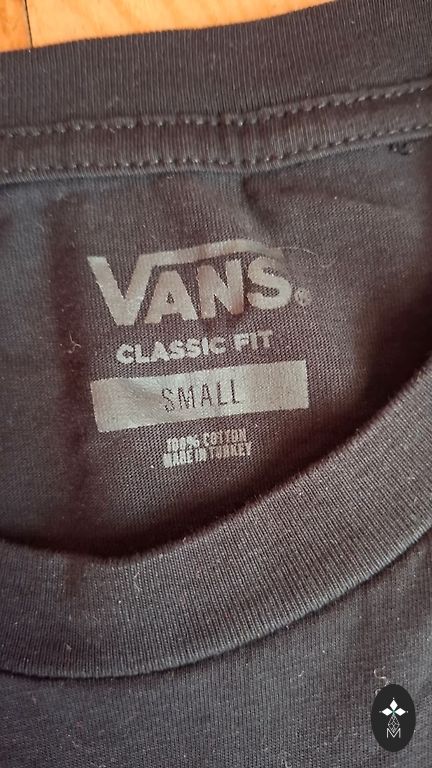 VANS®
CLASSIC FIT
SMALL
100% COTTON
MADE IN TURKEY